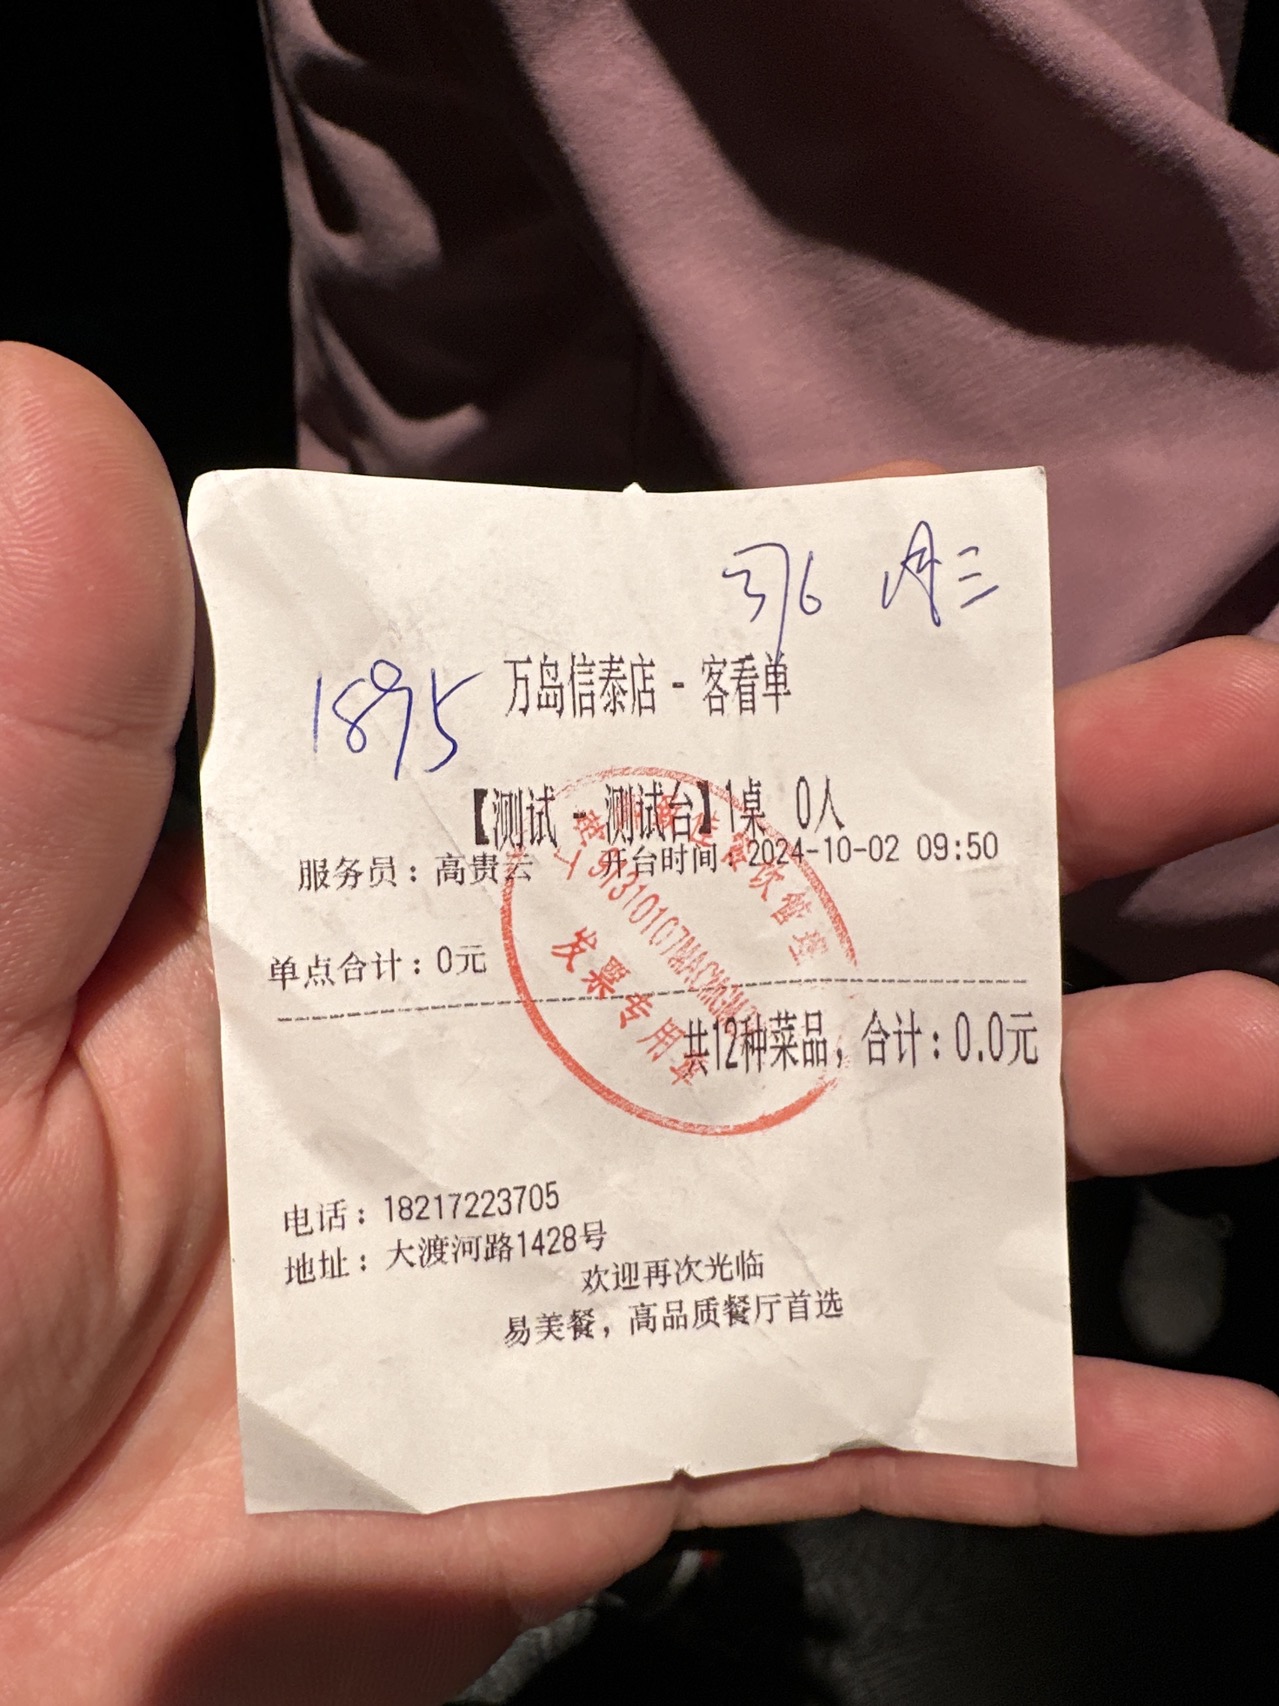 376 周三
1895
万岛信泰店 - 客看单
【测试 - 测试台】1桌 0人
服务员：高贵云 开台时间：2024-10-02 09:50
单点合计：0元
共12种菜品，合计：0.0元
发票专用章
电话：18217223705
地址：大渡河路1428号
欢迎再次光临
易美餐，高品质餐厅首选